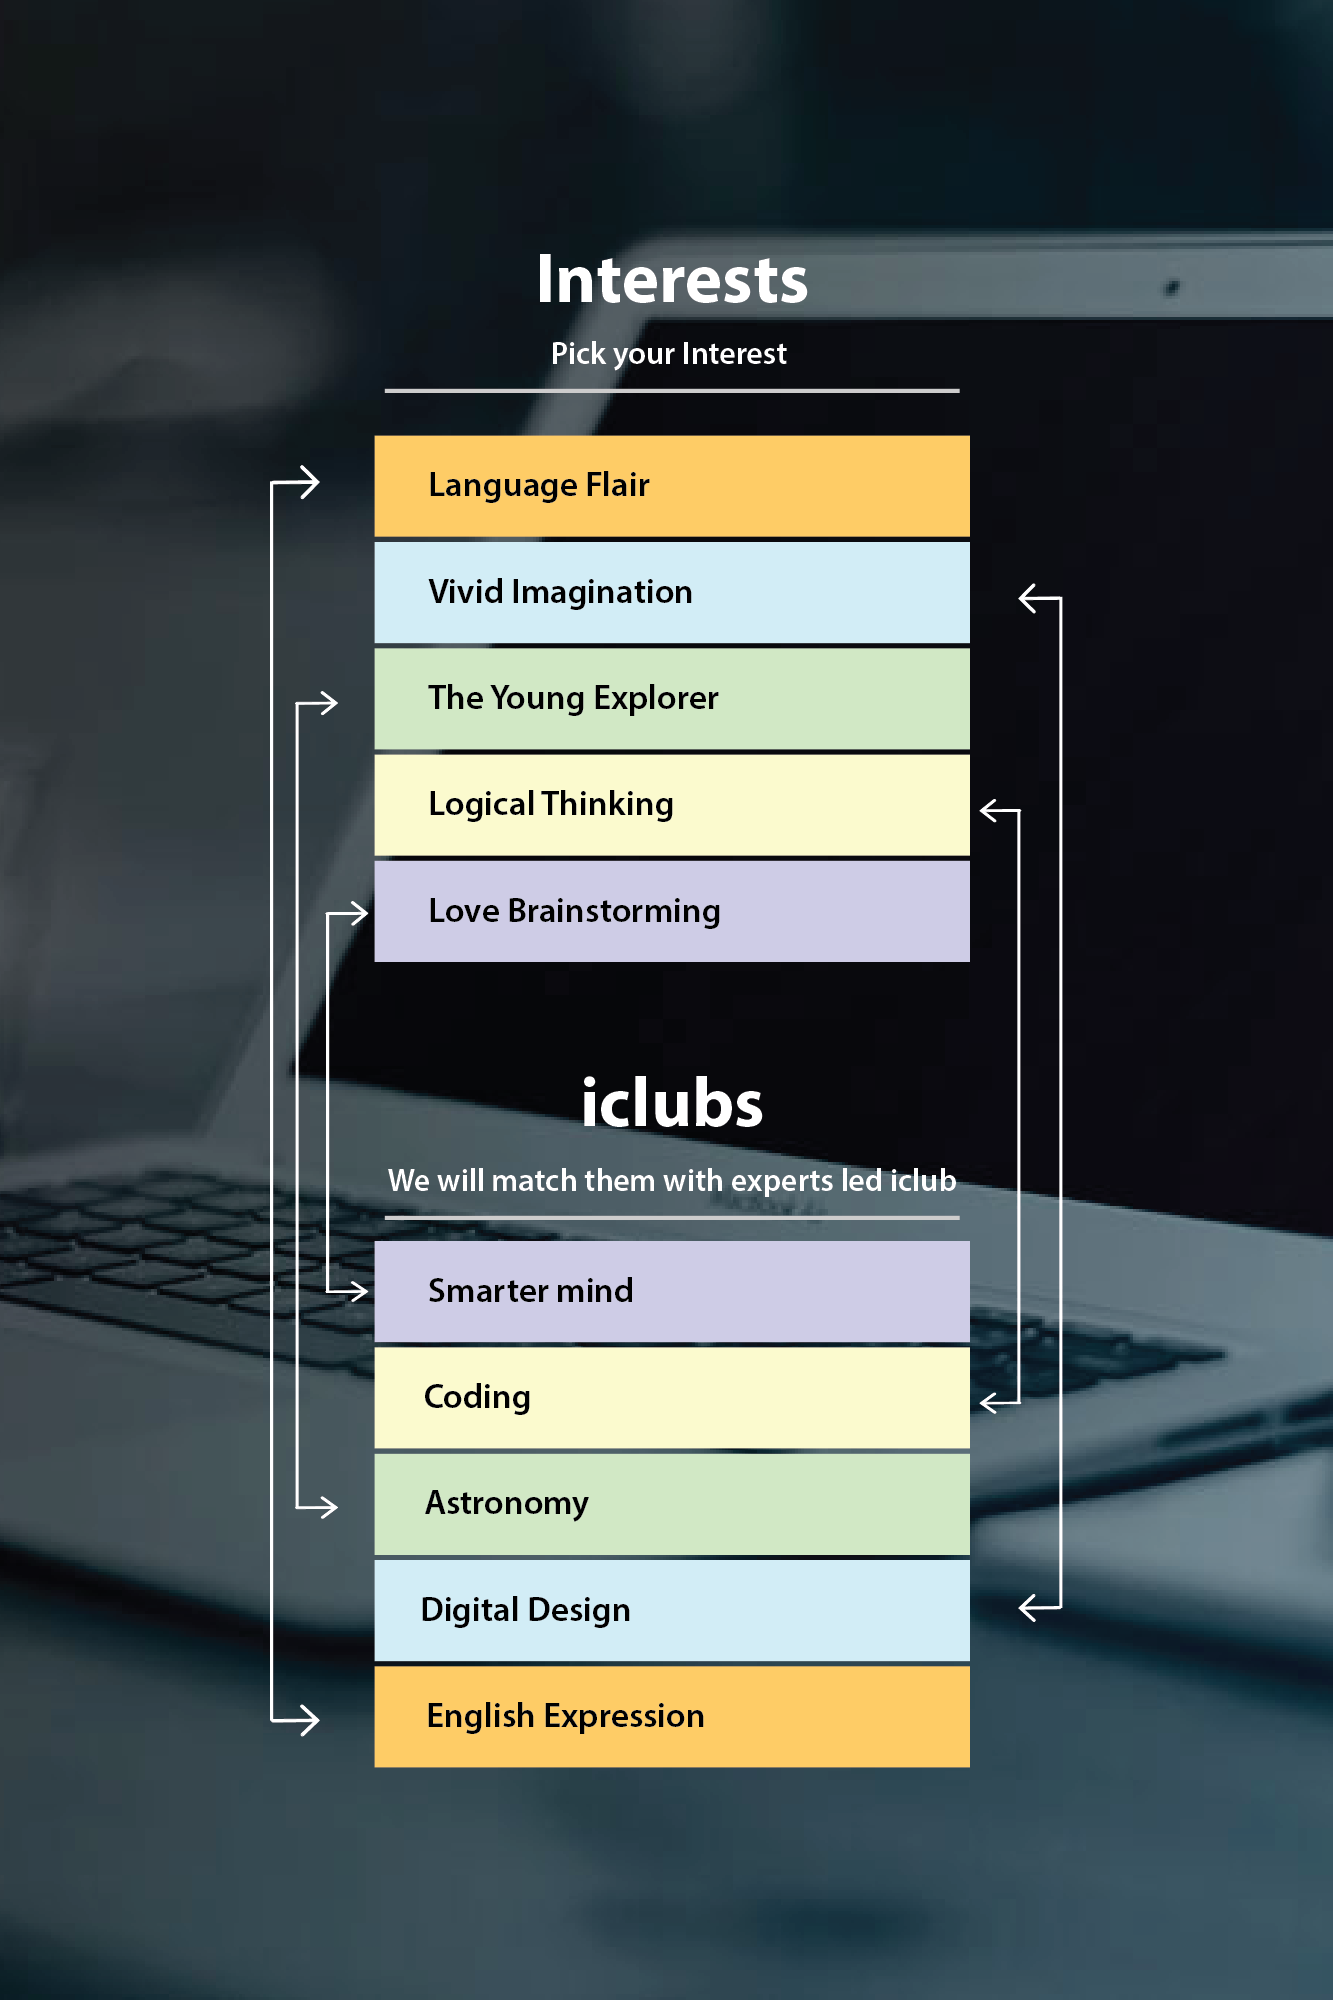 Interests
Pick your Interest
Language Flair
Vivid Imagination
The Young Explorer
Logical Thinking
Love Brainstorming
iclubs
We will match them with experts led iclub
Smarter mind
Coding
Astronomy
Digital Design
English Expression